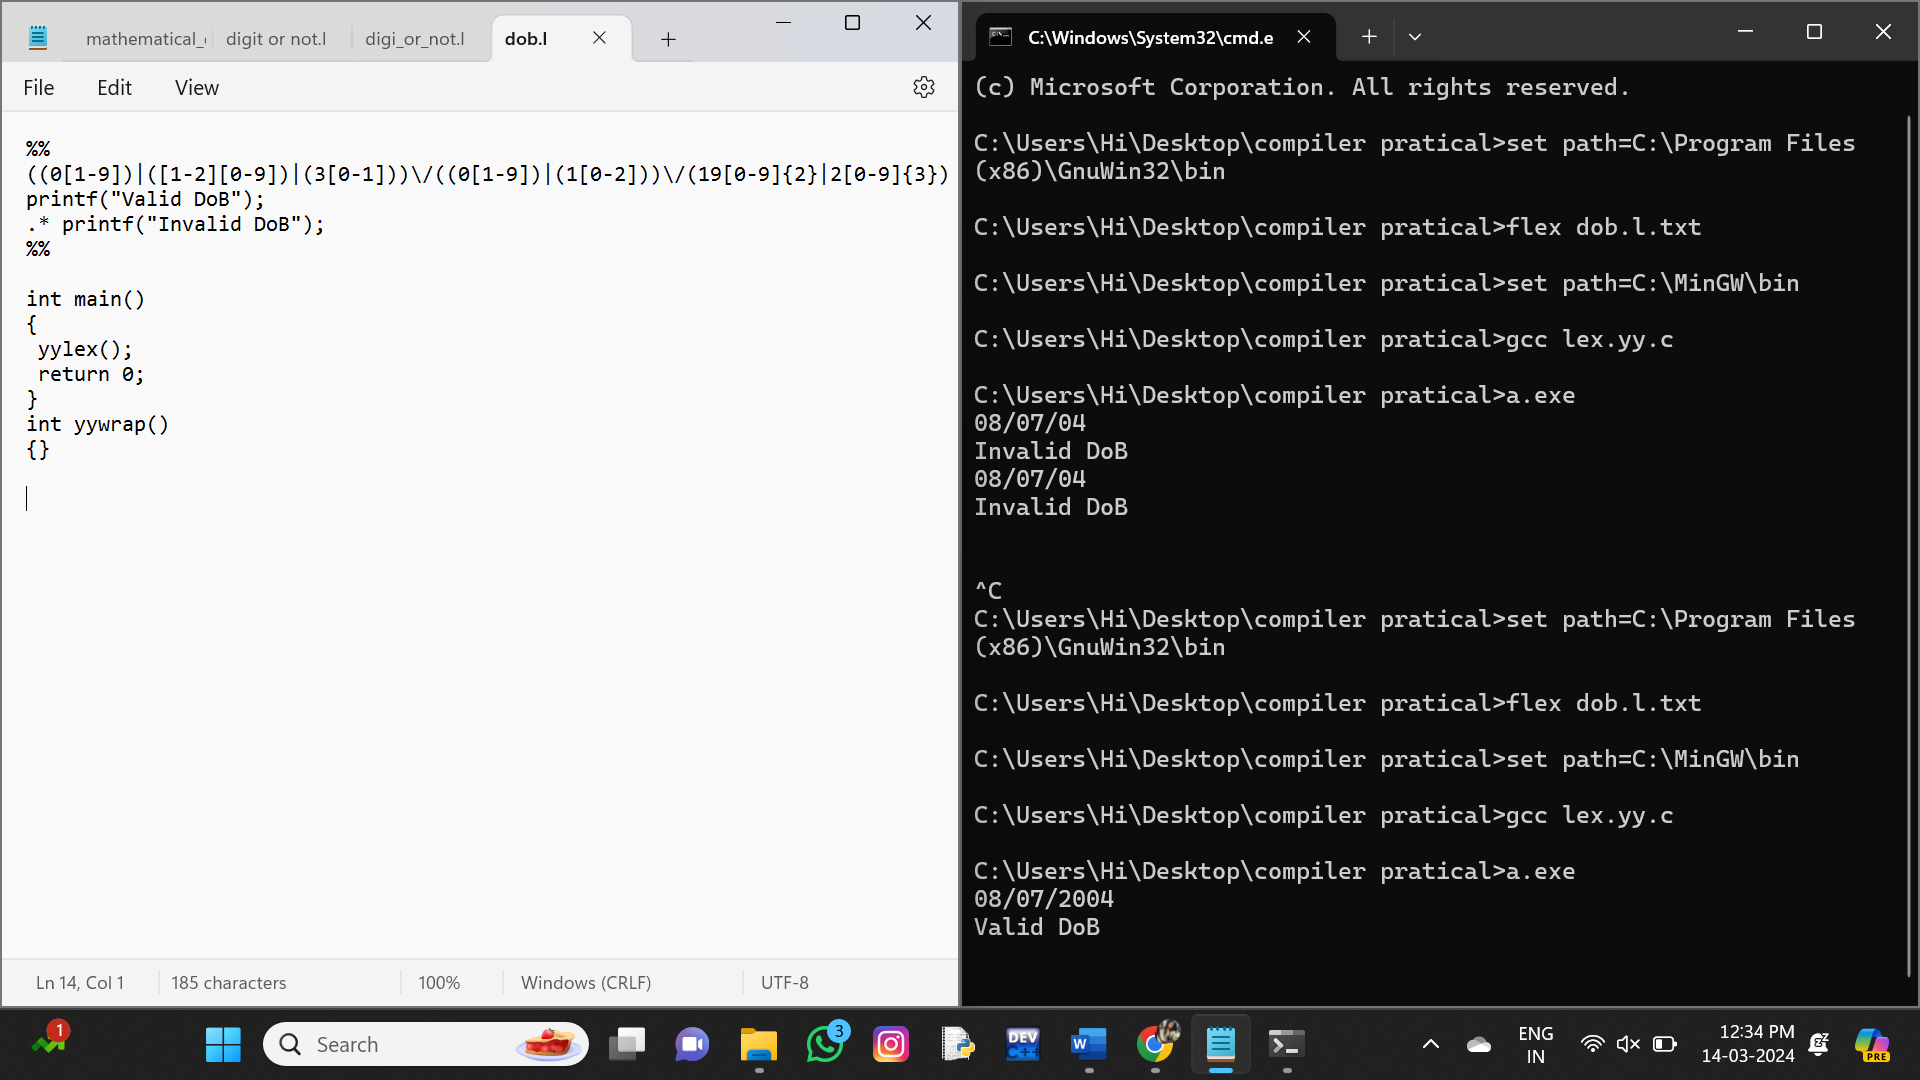 mathematical_
digit or not.l
digi_or_not.l
dob.l
File
Edit
View
%%
((0[1-9])|([1-2][0-9])|(3[0-1]))\/((0[1-9])|(1[0-2]))\/(19[0-9]{2}|2[0-9]{3})
printf("Valid DoB");
.* printf("Invalid DoB");
%%
int main()
{
yylex();
return 0;
}
int yywrap()
{}
Ln 14, Col 1
185 characters
100%
Windows (CRLF)
UTF-8
C:\Windows\System32\cmd.e
(c) Microsoft Corporation. All rights reserved.
C:\Users\Hi\Desktop\compiler pratical>set path=C:\Program Files
(x86)\GnuWin32\bin
C:\Users\Hi\Desktop\compiler pratical>flex dob.l.txt
C:\Users\Hi\Desktop\compiler pratical>set path=C:\MinGW\bin
C:\Users\Hi\Desktop\compiler pratical>gcc lex.yy.c
C:\Users\Hi\Desktop\compiler pratical>a.exe
08/07/04
Invalid DoB
08/07/04
Invalid DoB
^C
C:\Users\Hi\Desktop\compiler pratical>set path=C:\Program Files
(x86)\GnuWin32\bin
C:\Users\Hi\Desktop\compiler pratical>flex dob.l.txt
C:\Users\Hi\Desktop\compiler pratical>set path=C:\MinGW\bin
C:\Users\Hi\Desktop\compiler pratical>gcc lex.yy.c
C:\Users\Hi\Desktop\compiler pratical>a.exe
08/07/2004
Valid DoB
1
Search
3
DEV
C++
W
ENG
IN
12:34 PM
14-03-2024
PRE